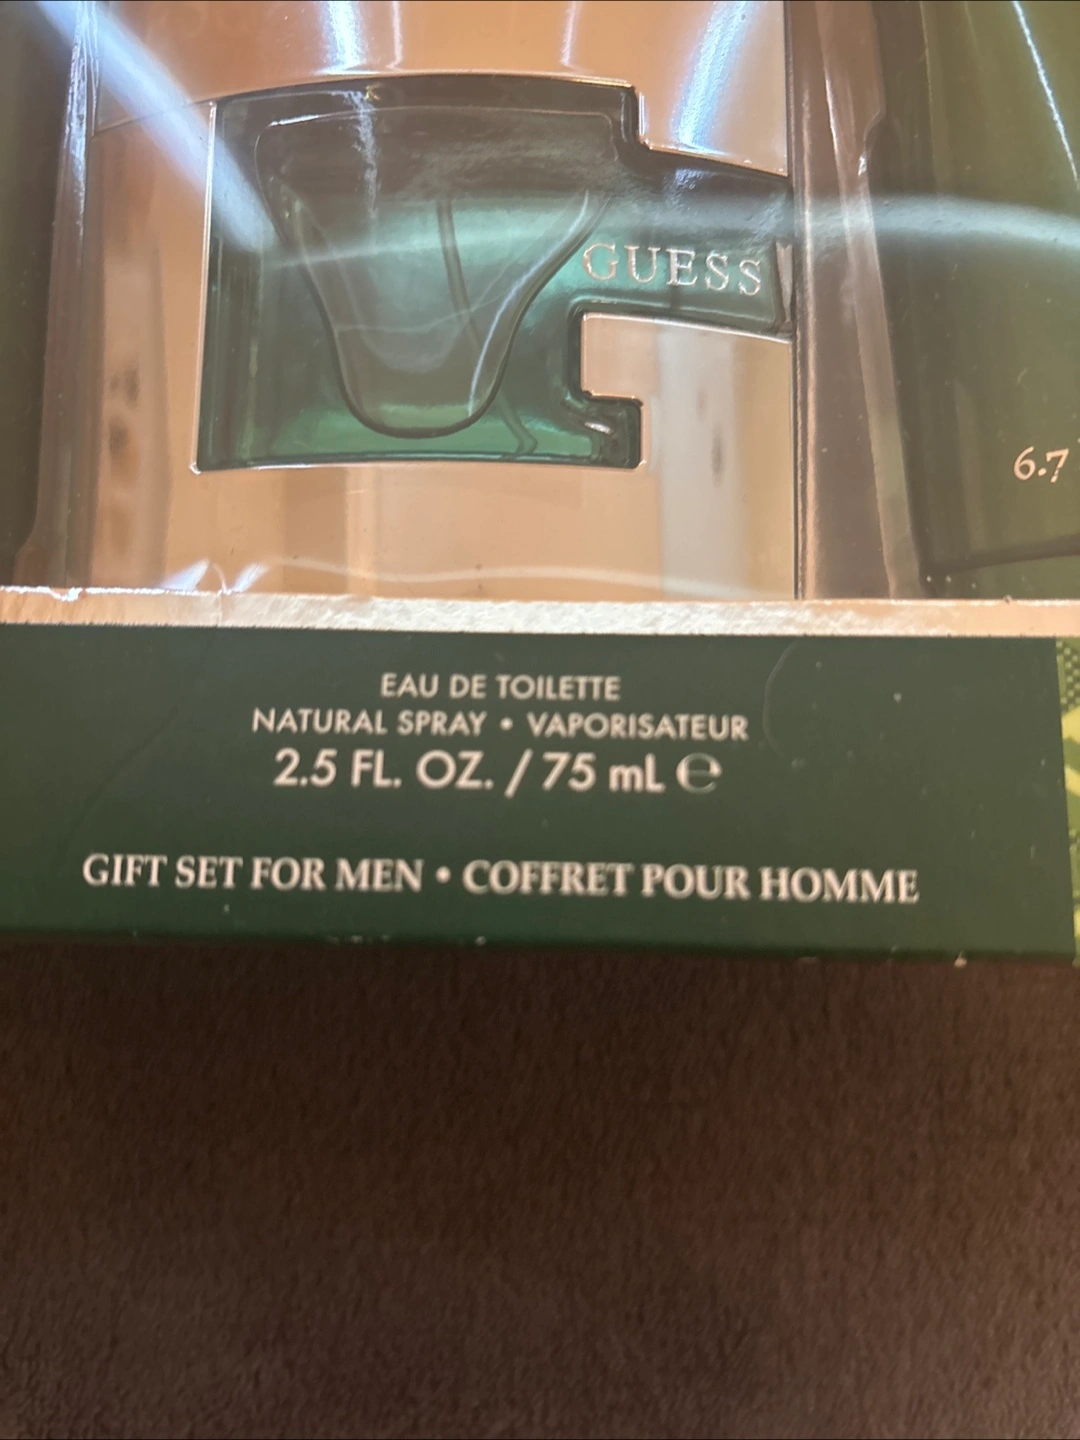 GUESS
6.7
EAU DE TOILETTE
NATURAL SPRAY • VAPORISATEUR
2.5 FL. OZ. / 75 mL ℮
GIFT SET FOR MEN • COFFRET POUR HOMME